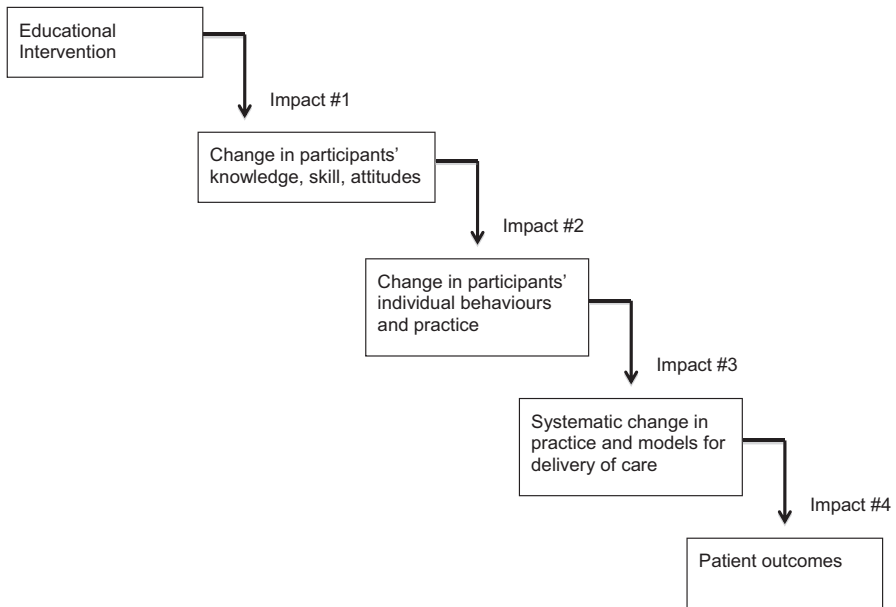 Educational
Intervention
Impact #1
Change in participants’
knowledge, skill, attitudes
Impact #2
Change in participants’
individual behaviours
and practice
Impact #3
Systematic change in
practice and models for
delivery of care
Impact #4
Patient outcomes